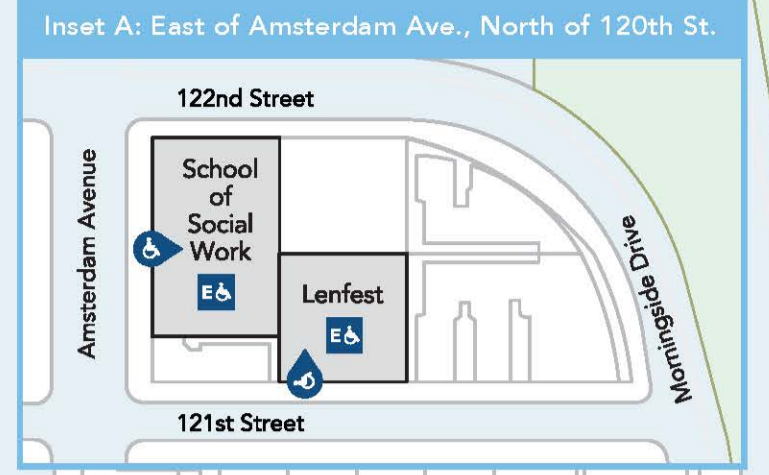 Inset A: East of Amsterdam Ave., North of 120th St.
122nd Street
Amsterdam Avenue
School
of
Social
Work
E
Lenfest
E
Morningside Drive
121st Street